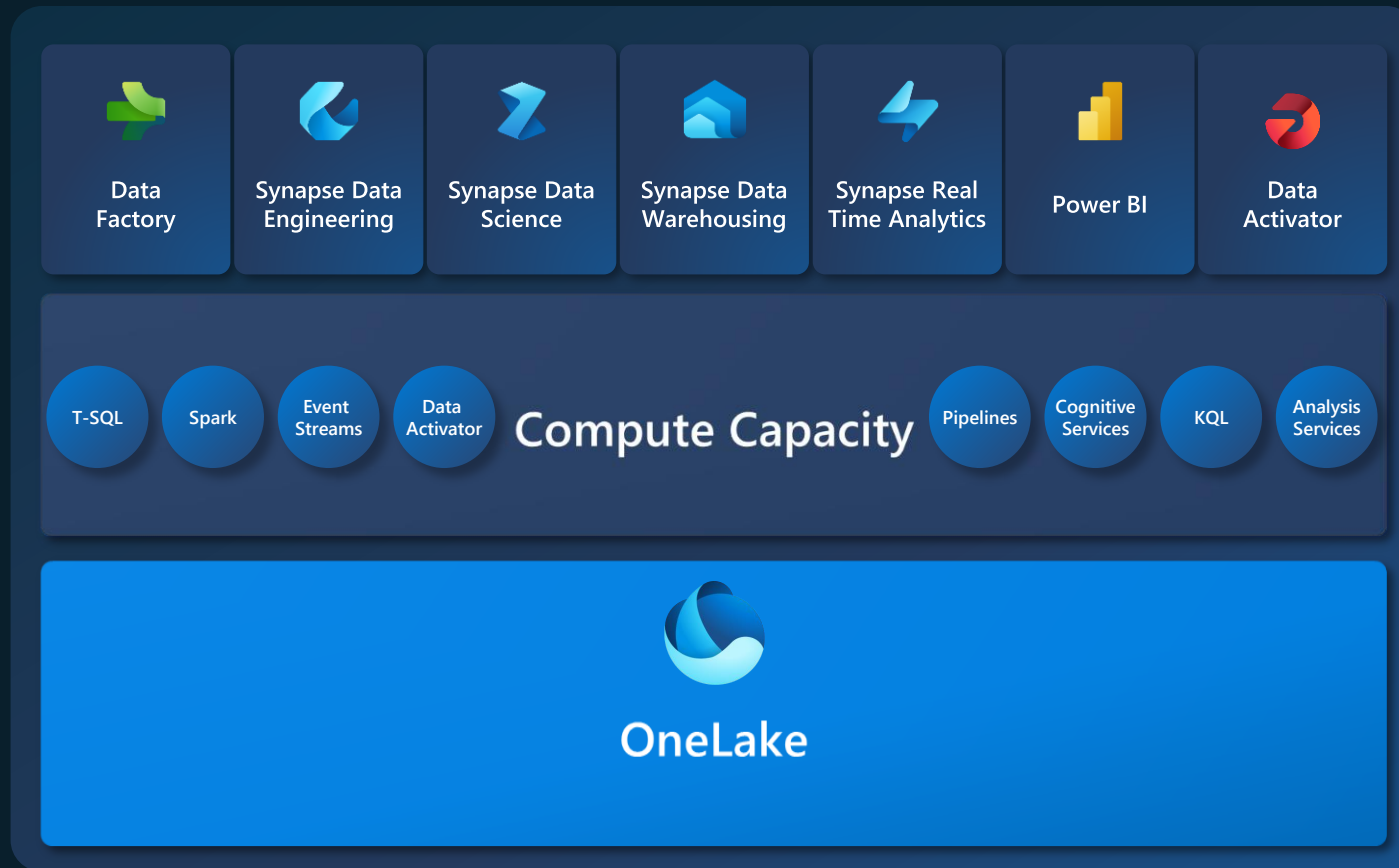 Data
Factory
Synapse Data
Engineering
Synapse Data
Science
Synapse Data
Warehousing
Synapse Real
Time Analytics
Power BI
Data
Activator
T-SQL
Spark
Event
Streams
Data
Activator
Compute Capacity
Pipelines
Cognitive
Services
KQL
Analysis
Services
OneLake